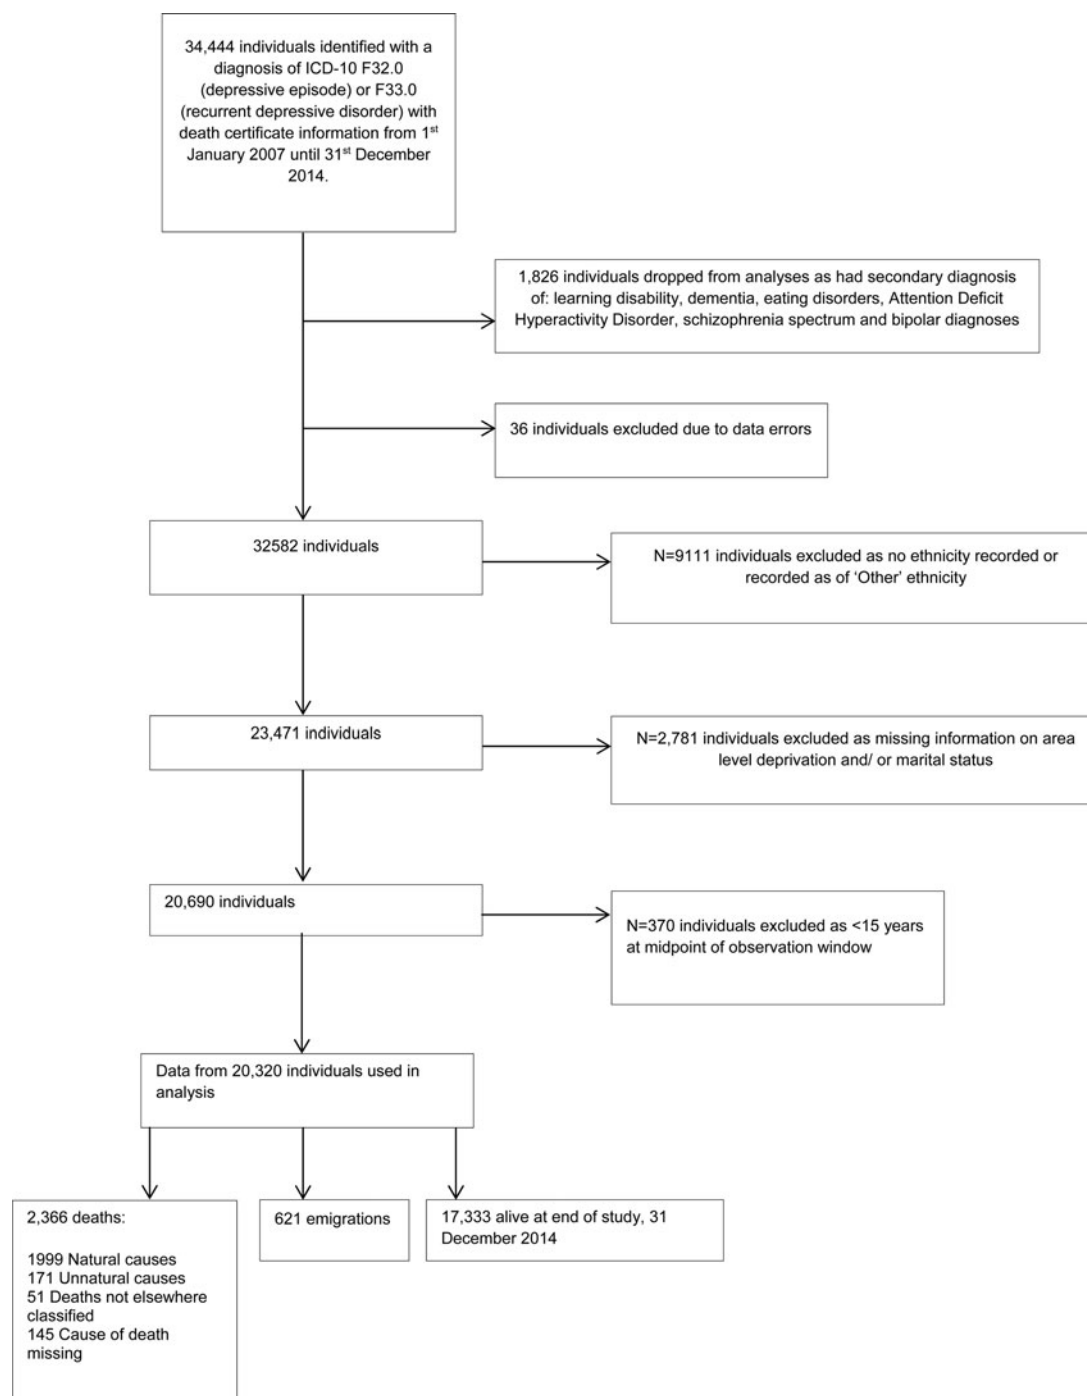 34,444 individuals identified with a
diagnosis of ICD-10 F32.0
(depressive episode) or F33.0
(recurrent depressive disorder) with
death certificate information from 1st
January 2007 until 31st December
2014.
1,826 individuals dropped from analyses as had secondary diagnosis
of: learning disability, dementia, eating disorders, Attention Deficit
Hyperactivity Disorder, schizophrenia spectrum and bipolar diagnoses
36 individuals excluded due to data errors
32582 individuals
N=9111 individuals excluded as no ethnicity recorded or
recorded as of ‘Other’ ethnicity
23,471 individuals
N=2,781 individuals excluded as missing information on area
level deprivation and/ or marital status
20,690 individuals
N=370 individuals excluded as <15 years
at midpoint of observation window
Data from 20,320 individuals used in
analysis
2,366 deaths:
1999 Natural causes
171 Unnatural causes
51 Deaths not elsewhere
classified
145 Cause of death
missing
621 emigrations
17,333 alive at end of study, 31
December 2014